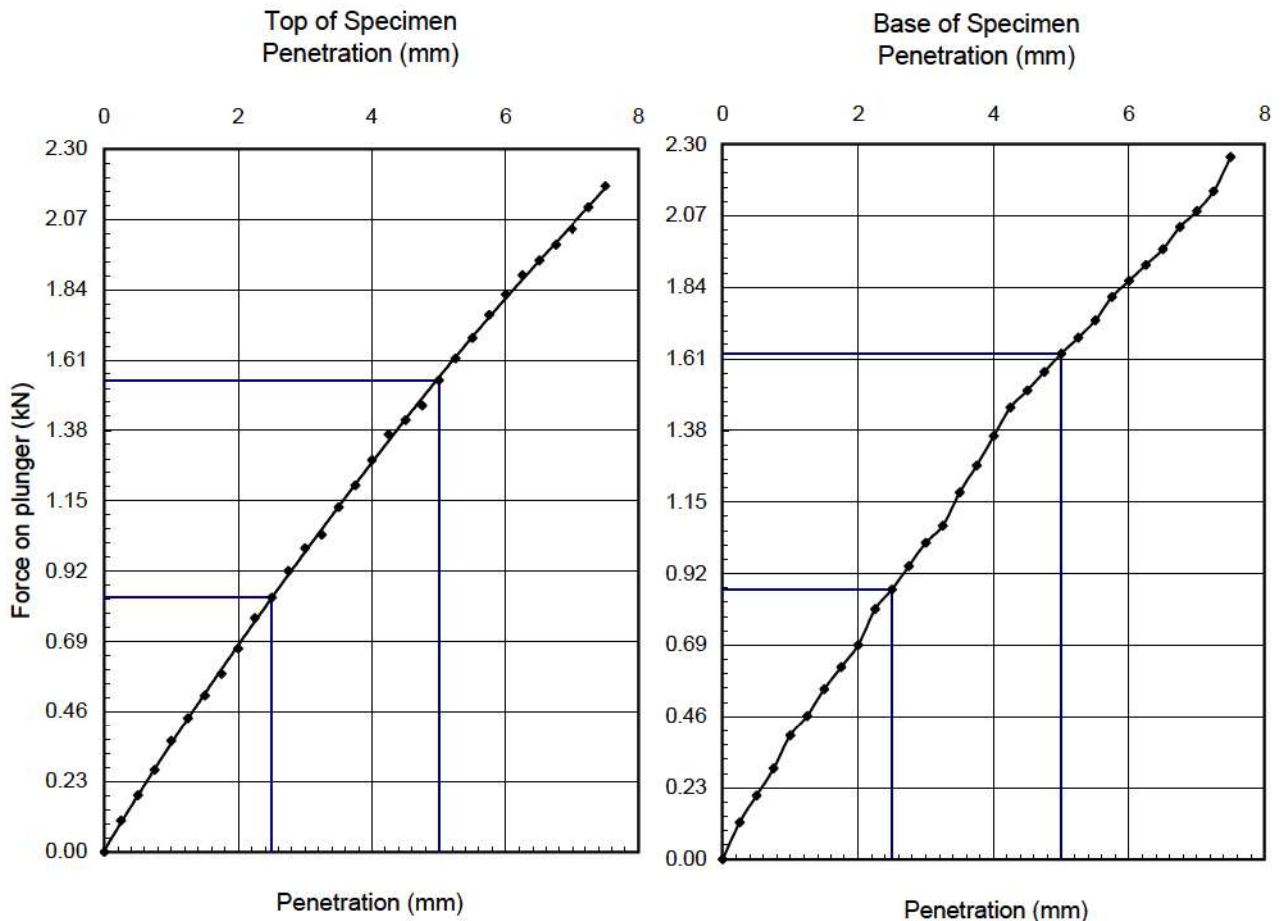 Top of Specimen
Penetration (mm)
0 2 4 6 8
2.30
2.07
1.84
1.61
1.38
1.15
0.92
0.69
0.46
0.23
0.00
Force on plunger (kN)
Penetration (mm)
Base of Specimen
Penetration (mm)
0 2 4 6 8
2.30
2.07
1.84
1.61
1.38
1.15
0.92
0.69
0.46
0.23
0.00
Penetration (mm)